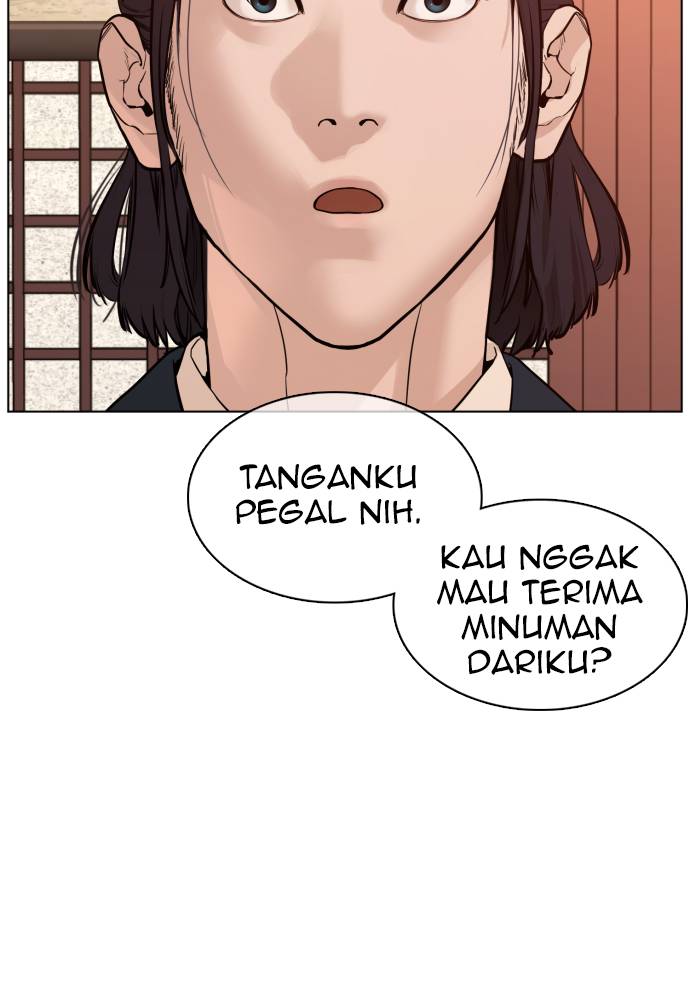 TANGANKU
PEGAL NIH.
KAU NGGAK
MAU TERIMA
MINUMAN
DARIKU?